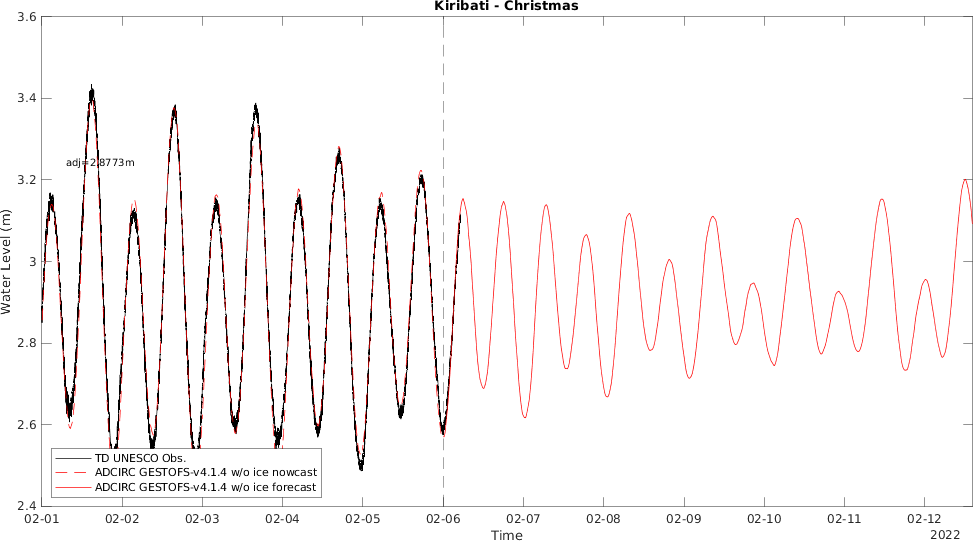 Kiribati - Christmas
3.6
3.4
3.2
3
2.8
2.6
2.4
Water Level (m)
adj=2.8773m
TD UNESCO Obs.
ADCIRC GESTOFS-v4.1.4 w/o ice nowcast
ADCIRC GESTOFS-v4.1.4 w/o ice forecast
02-01 02-02 02-03 02-04 02-05 02-06 02-07 02-08 02-09 02-10 02-11 02-12
Time
2022